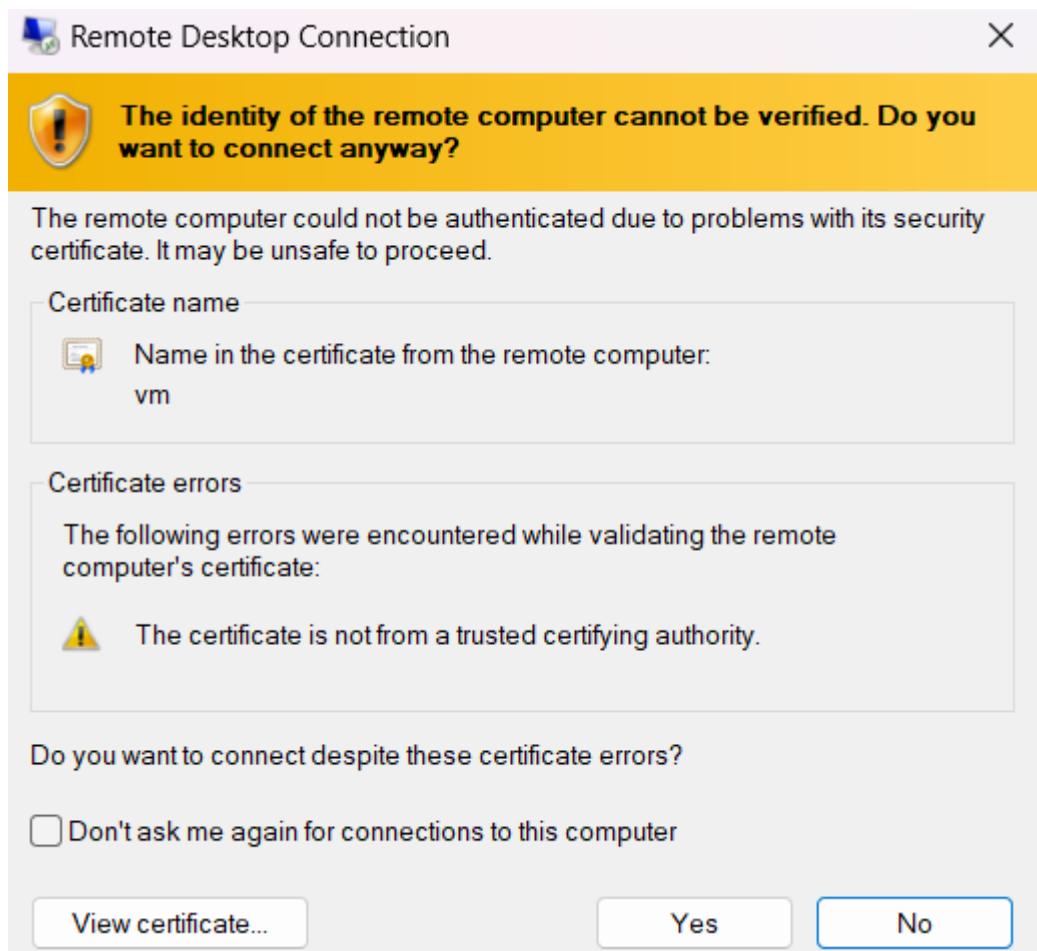 Remote Desktop Connection
The identity of the remote computer cannot be verified. Do you
want to connect anyway?
The remote computer could not be authenticated due to problems with its security
certificate. It may be unsafe to proceed.
Certificate name
Name in the certificate from the remote computer:
vm
Certificate errors
The following errors were encountered while validating the remote
computer's certificate:
The certificate is not from a trusted certifying authority.
Do you want to connect despite these certificate errors?
Don't ask me again for connections to this computer
View certificate...
Yes
No